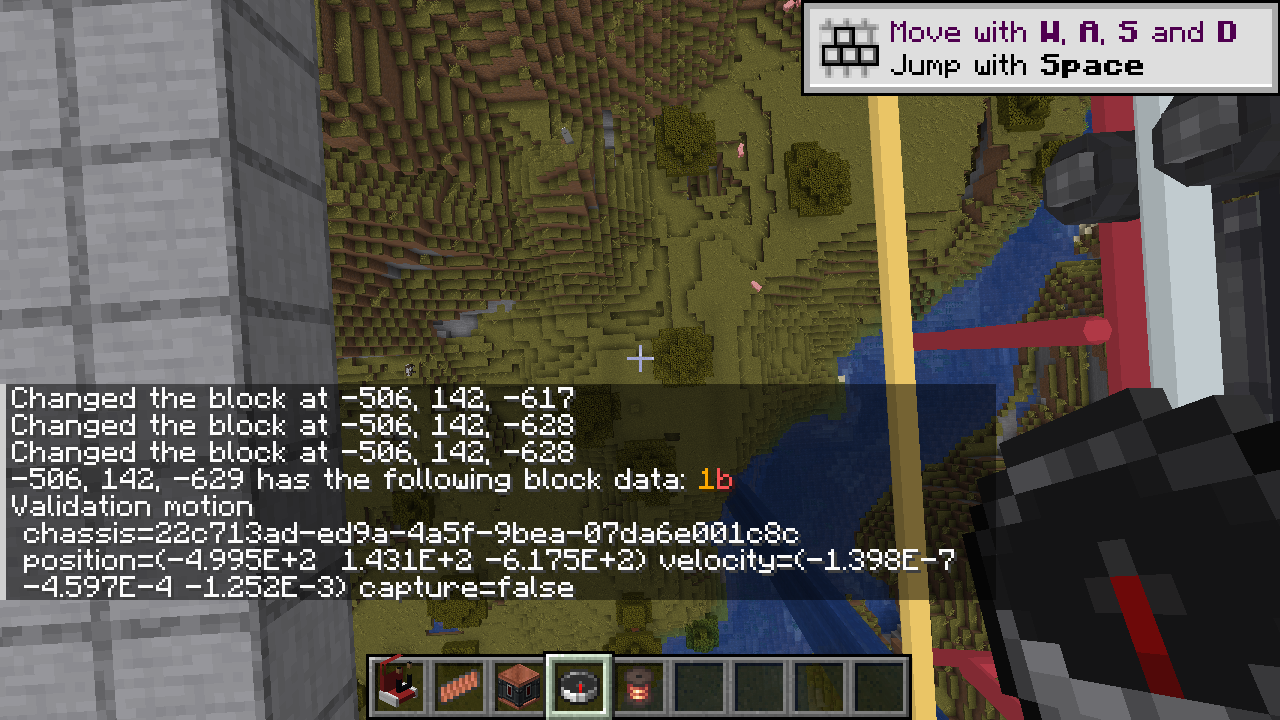 Move with W, A, S and D
Jump with Space
Changed the block at -506, 142, -617
Changed the block at -506, 142, -628
Changed the block at -506, 142, -628
-506, 142, -629 has the following block data: 1b
Validation motion
chassis=22c713ad-ed9a-4a5f-9bea-07da6e001c8c
position=(-4.995E+2 1.431E+2 -6.175E+2) velocity=(-1.398E-7
-4.597E-4 -1.252E-3) capture=false